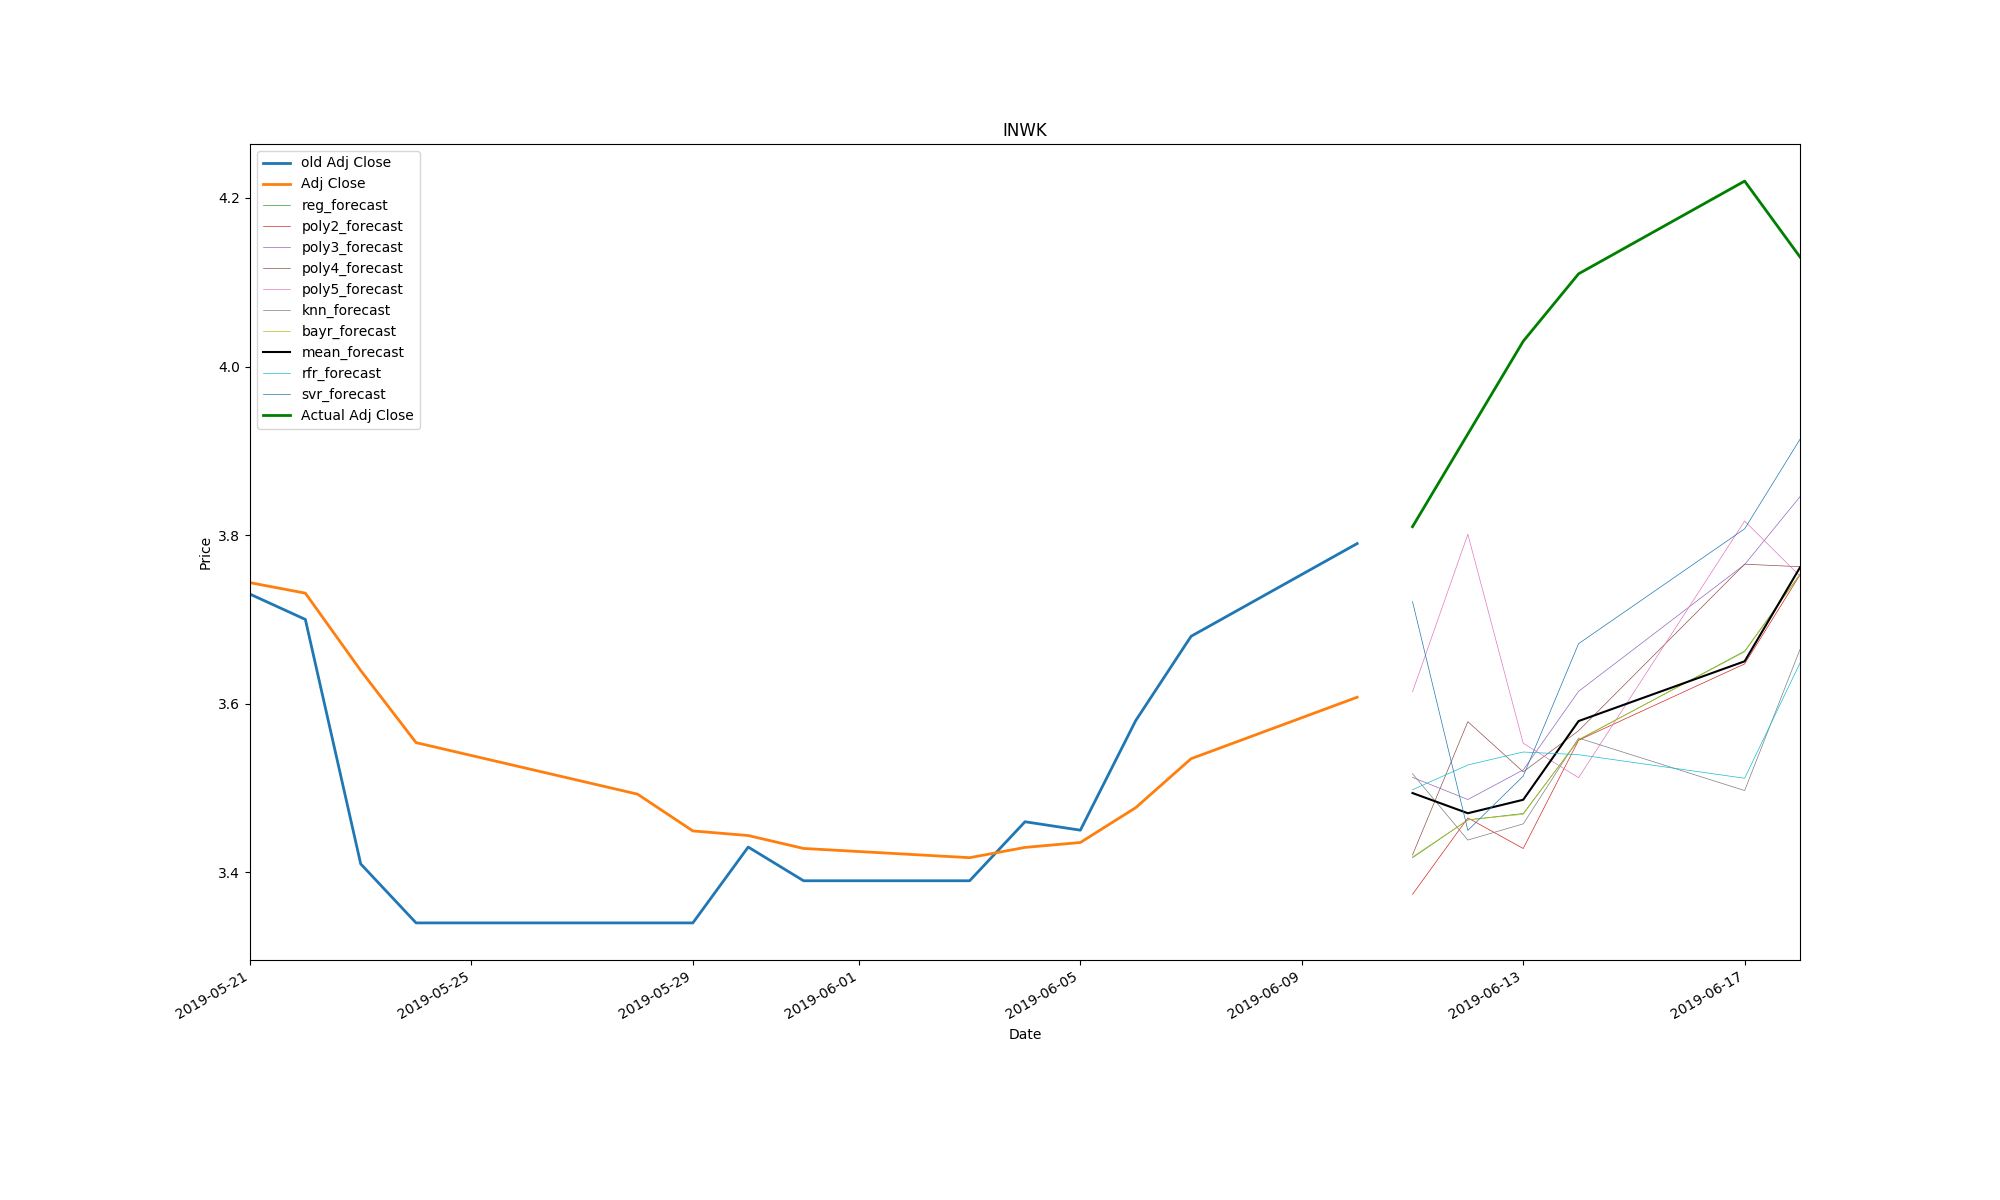 INWK
old Adj Close
Adj Close
reg_forecast
poly2_forecast
poly3_forecast
poly4_forecast
poly5_forecast
knn_forecast
bayr_forecast
mean_forecast
rfr_forecast
svr_forecast
Actual Adj Close
4.2
4.0
3.8
3.6
3.4
Price
2019-05-21
2019-05-25
2019-05-29
2019-06-01
2019-06-05
2019-06-09
2019-06-13
2019-06-17
Date